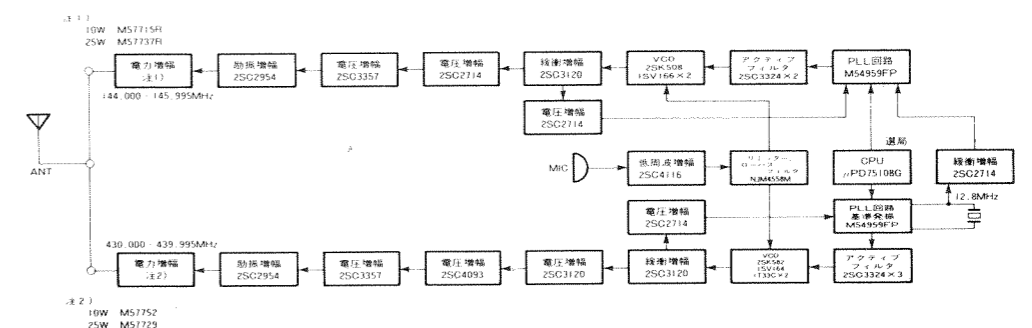 注1)
10W M57715R
25W M57737R
電力増幅
注1)
励振増幅
2SC2954
電圧増幅
2SC3357
電圧増幅
2SC2714
緩衝増幅
2SC3120
VCO
2SK508
1SV166×2
アクティブ
フィルタ
2SC3324×2
PLL回路
M54959FP
144.000-145.995MHz
電圧増幅
2SC2714
ANT
MIC
低周波増幅
2SC4116
リミッター、
ローパス
フィルタ
NJM4558M
選局
CPU
μPD7510BG
緩衝増幅
2SC2714
12.8MHz
電圧増幅
2SC2714
PLL回路
基準発振
M54959FP
430.000-439.995MHz
電力増幅
注2)
励振増幅
2SC2954
電圧増幅
2SC3357
電圧増幅
2SC4093
電圧増幅
2SC3120
緩衝増幅
2SC3120
VCO
2SK582
1SV164
1T33C×2
アクティブ
フィルタ
2SC3324×3
注2)
10W M57752
25W M57729